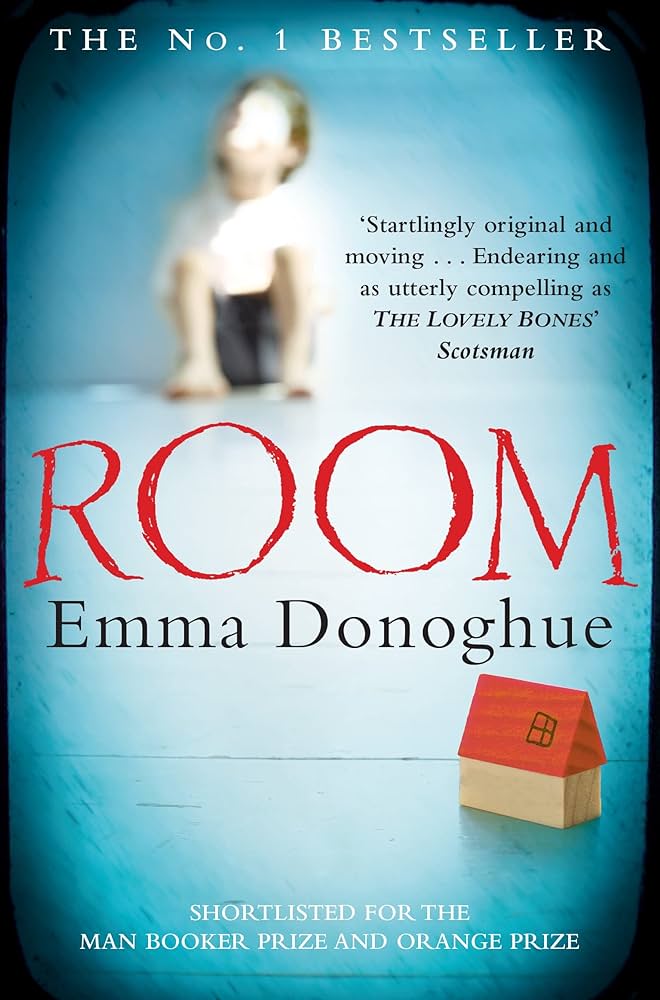 THE NO. 1 BESTSELLER
‘Startlingly original and
moving . . . Endearing and
as utterly compelling as
THE LOVELY BONES’
Scotsman
ROOM
Emma Donoghue
SHORTLISTED FOR THE
MAN BOOKER PRIZE AND ORANGE PRIZE